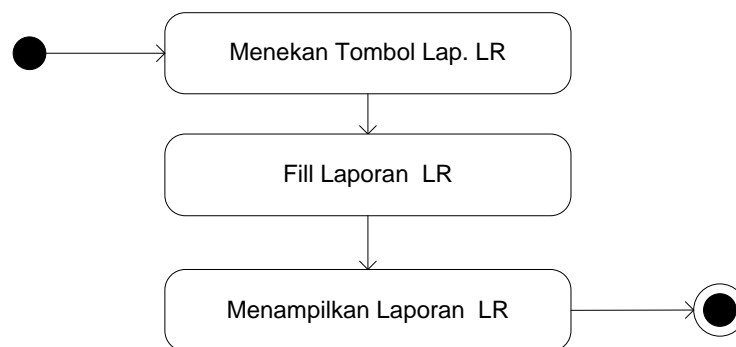 Menekan Tombol Lap. LR
Fill Laporan  LR
Menampilkan Laporan  LR